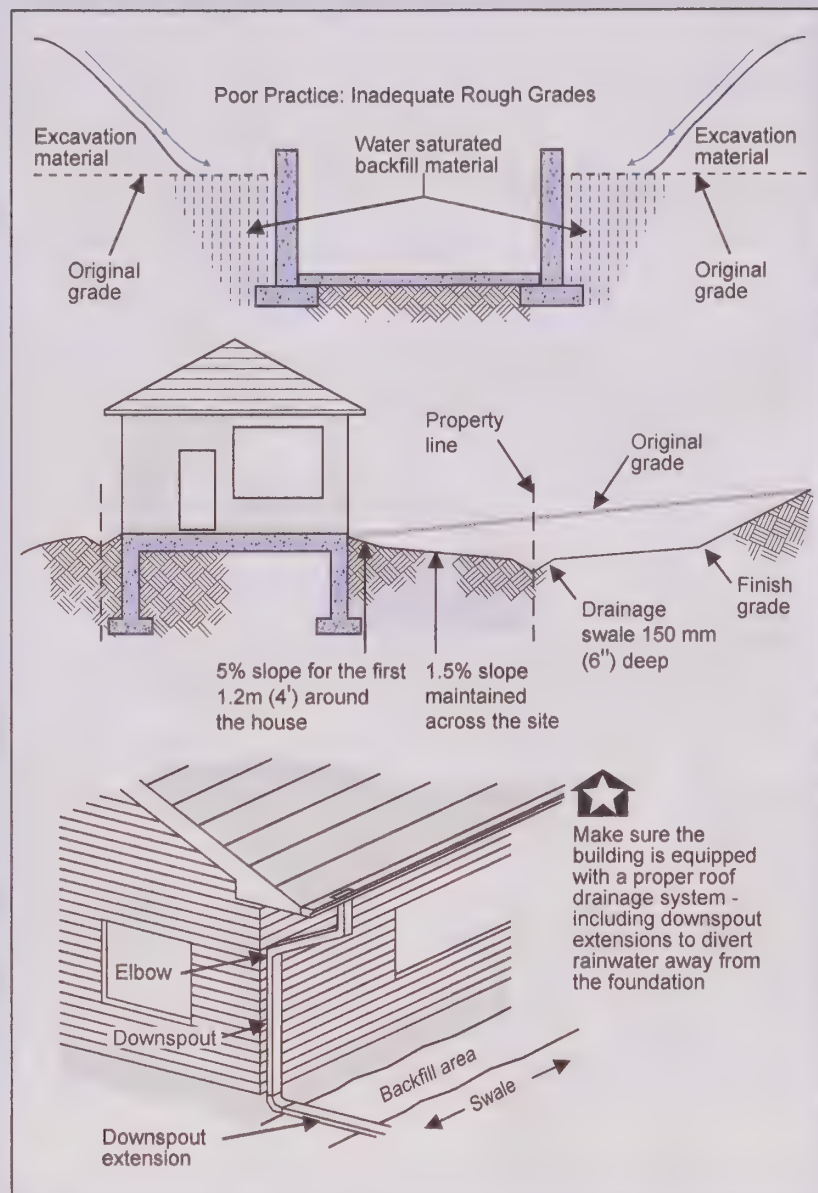 Poor Practice: Inadequate Rough Grades
Excavation
material
Water saturated
backfill material
Excavation
material
Original
grade
Original
grade
Property
line
Original
grade
Finish
grade
Drainage
swale 150 mm
(6") deep
5% slope for the first
1.2m (4') around
the house
1.5% slope
maintained
across the site
Make sure the
building is equipped
with a proper roof
drainage system -
including downspout
extensions to divert
rainwater away from
the foundation
Elbow
Downspout
Backfill area
Swale
Downspout
extension